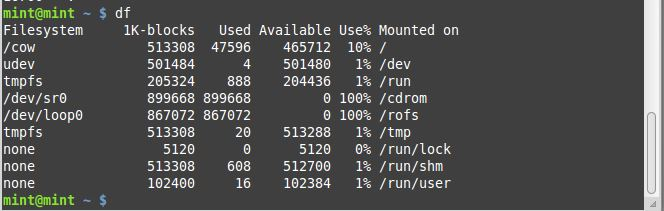 mint@mint ~ $ df
Filesystem     1K-blocks   Used Available Use% Mounted on
/cow              513308  47596    465712  10% /
udev              501484      4    501480   1% /dev
tmpfs             205324    888    204436   1% /run
/dev/sr0          899668 899668         0 100% /cdrom
/dev/loop0        867072 867072         0 100% /rofs
tmpfs             513308     20    513288   1% /tmp
none                5120      0      5120   0% /run/lock
none              513308    608    512700   1% /run/shm
none              102400     16    102384   1% /run/user
mint@mint ~ $